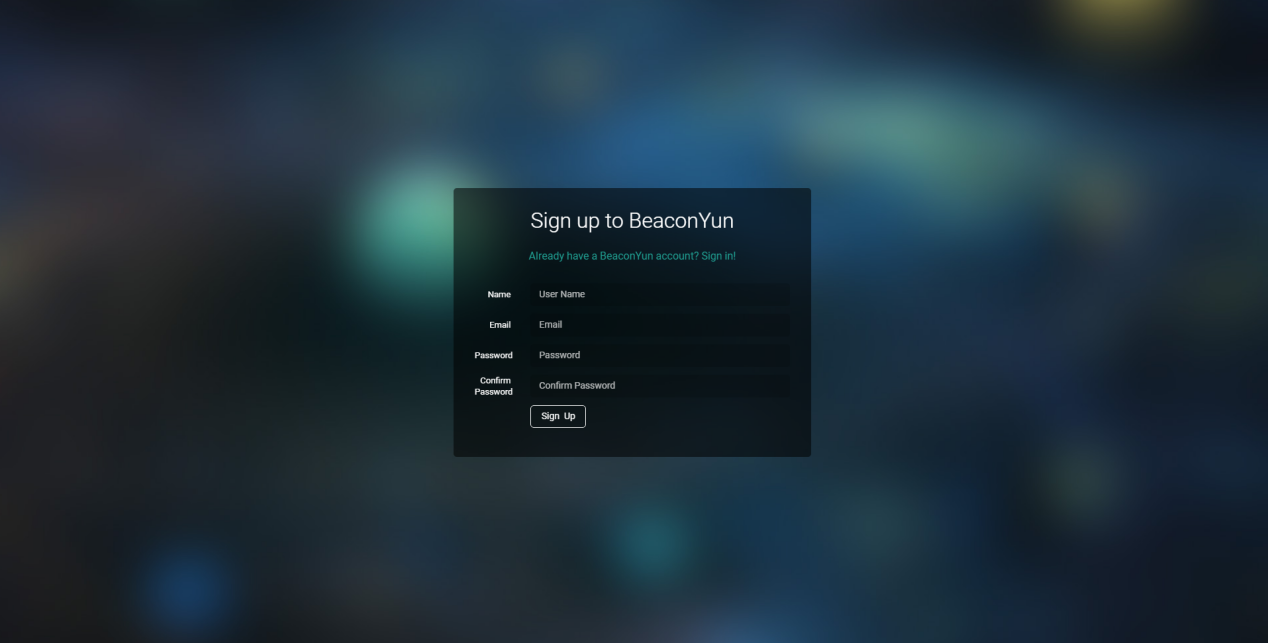 Sign up to BeaconYun
Already have a BeaconYun account? Sign in!
Name User Name
Email Email
Password Password
Confirm Password Confirm Password
Sign Up